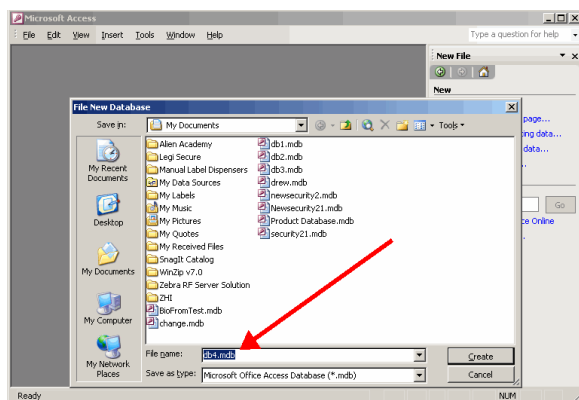 Microsoft Access
File Edit View Insert Tools Window Help
Type a question for help
New File
New
File New Database
Save in: My Documents
Tools
page...
ing data...
data...
My Recent
Documents
Desktop
My Documents
My Computer
My Network
Places
Alien Academy
Legi Secure
Manual Label Dispensers
My Data Sources
My Labels
My Music
My Pictures
My Quotes
My Received Files
SnagIt Catalog
WinZip v7.0
Zebra RF Server Solution
ZHI
BioFromTest.mdb
change.mdb
db1.mdb
db2.mdb
db3.mdb
drew.mdb
newsecurity2.mdb
Newsecurity21.mdb
Product Database.mdb
security21.mdb
Go
ce Online
File name: db4.mdb
Create
Save as type: Microsoft Office Access Database (*.mdb)
Cancel
Ready
NUM